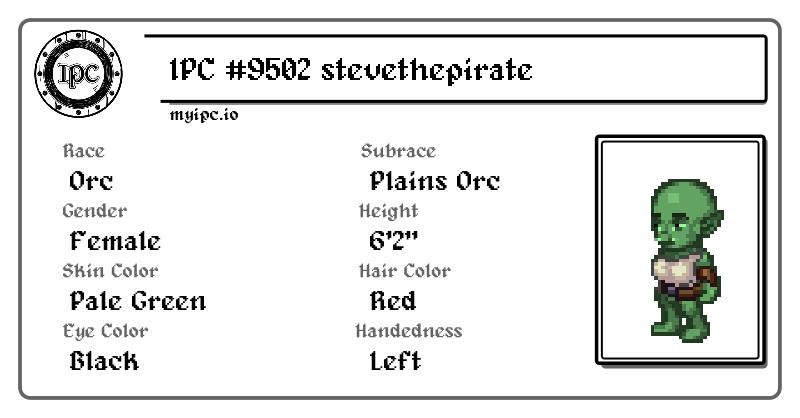 IPC
IPC #9502 stevethepirate
myipc.io
Race
Subrace
Orc
Plains Orc
Gender
Height
Female
6'2"
Skin Color
Hair Color
Pale Green
Red
Eye Color
Handedness
Black
Left